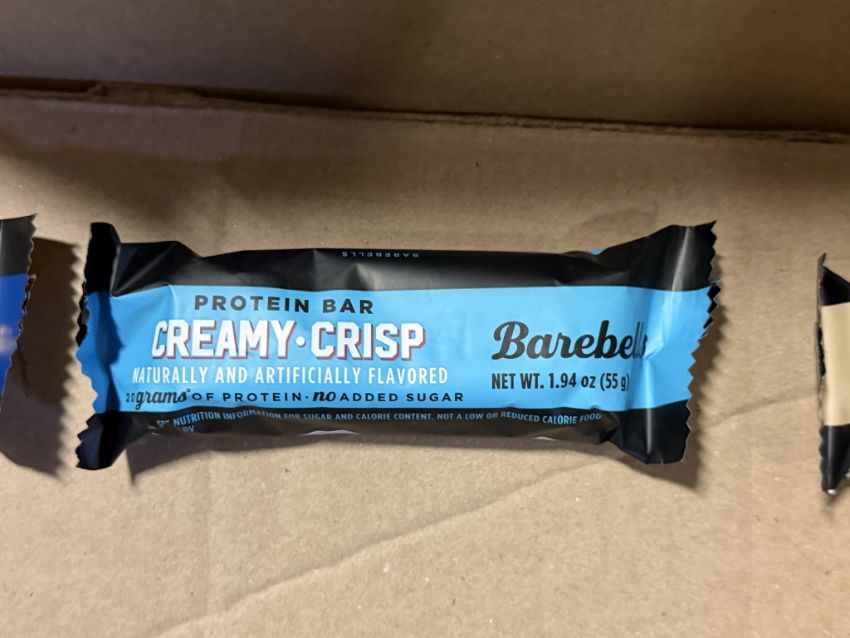 BAREBELLS
PROTEIN BAR
CREAMY·CRISP
NATURALLY AND ARTIFICIALLY FLAVORED
20 grams° OF PROTEIN · no ADDED SUGAR
SEE NUTRITION INFORMATION FOR SUGAR AND CALORIE CONTENT. NOT A LOW OR REDUCED CALORIE FOOD
Barebells
NET WT. 1.94 oz (55 g)